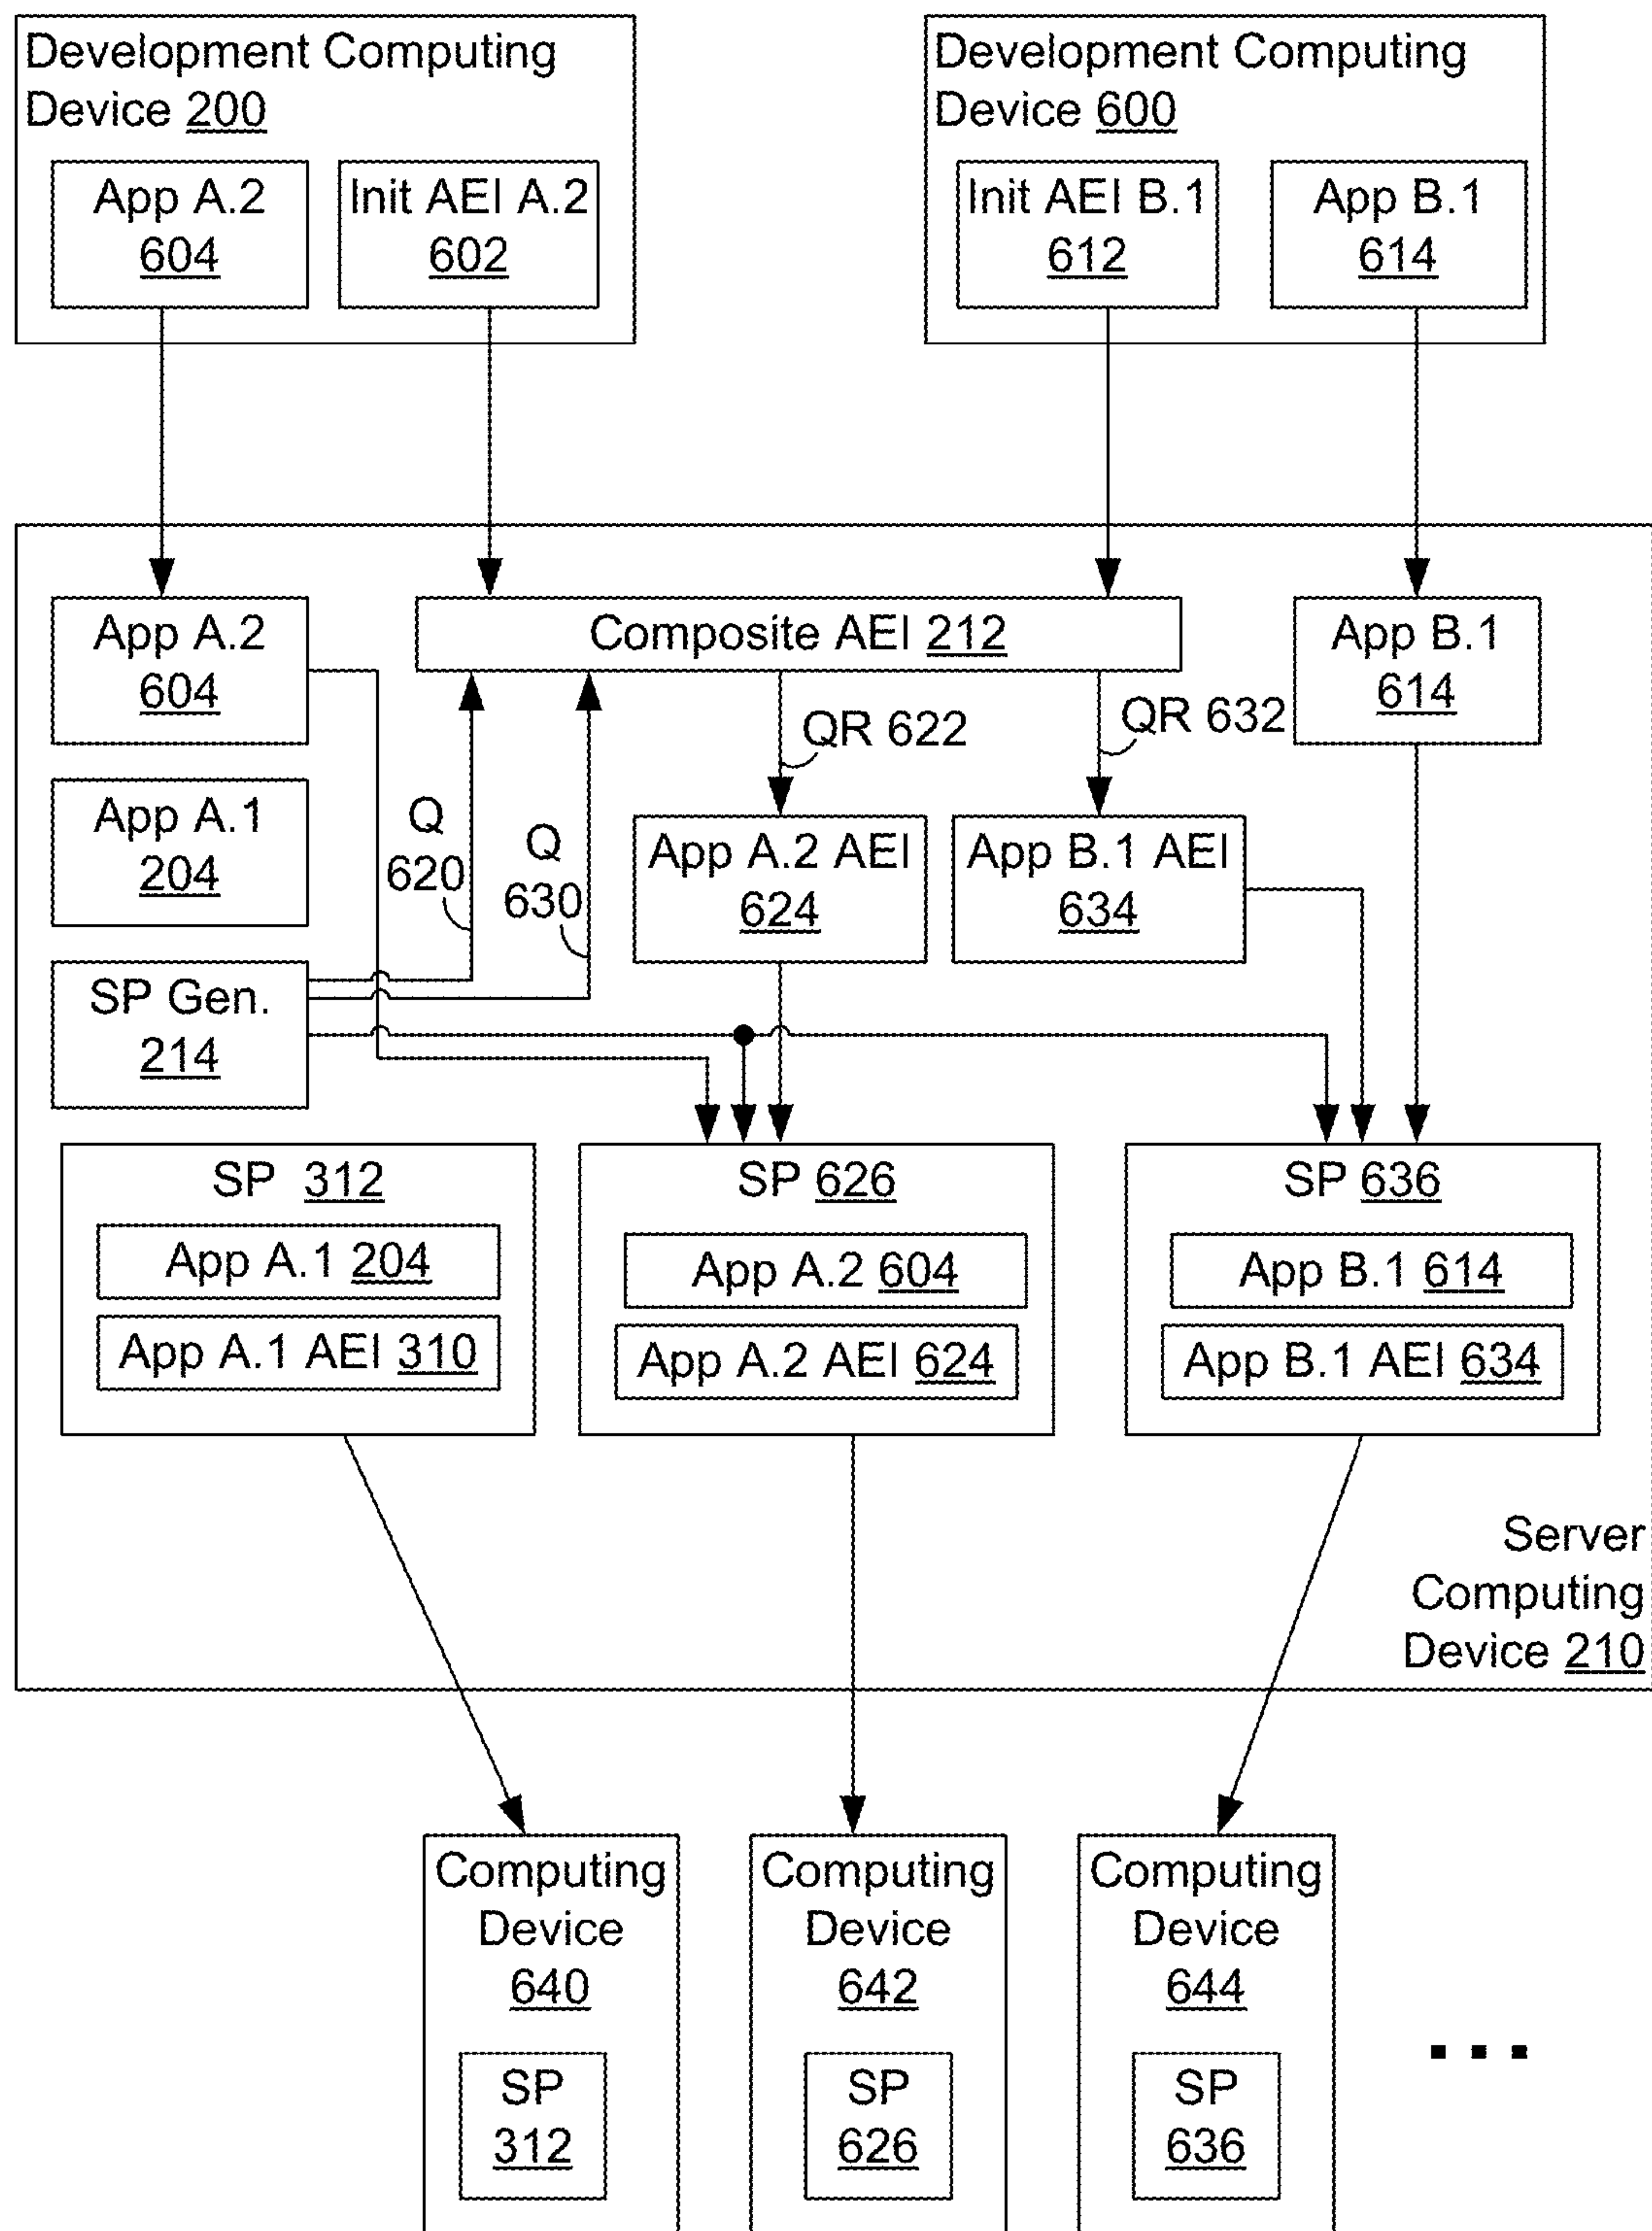 Development Computing
Device 200
App A.2
604
Init AEI A.2
602
Development Computing
Device 600
Init AEI B.1
612
App B.1
614
App A.2
604
Composite AEI 212
App B.1
614
QR 622
QR 632
App A.1
204
Q
620
Q
630
App A.2 AEI
624
App B.1 AEI
634
SP Gen.
214
SP 312
App A.1 204
App A.1 AEI 310
SP 626
App A.2 604
App A.2 AEI 624
SP 636
App B.1 614
App B.1 AEI 634
Server
Computing
Device 210
Computing
Device
640
SP
312
Computing
Device
642
SP
626
Computing
Device
644
SP
636
...